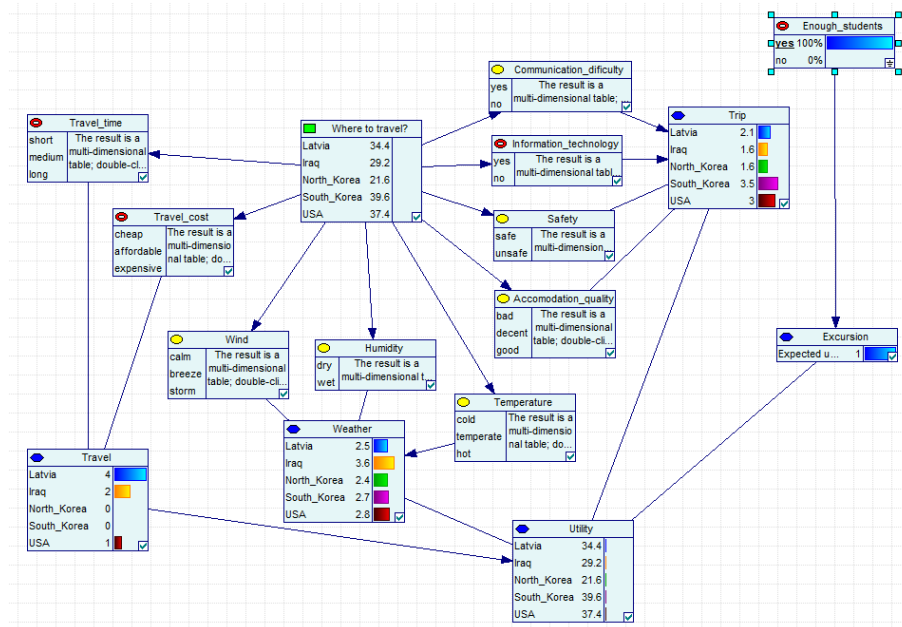 Enough_students
yes 100%
no 0%
Communication_dificulty
yes The result is a
no multi-dimensional table;
Travel_time
short The result is a
medium multi-dimensional
long table; double-cl...
Where to travel?
Latvia 34.4
Iraq 29.2
North_Korea 21.6
South_Korea 39.6
USA 37.4
Trip
Latvia 2.1
Iraq 1.6
North_Korea 1.6
South_Korea 3.5
USA 3
Information_technology
yes The result is a
no multi-dimensional tabl...
Travel_cost
cheap The result is a
affordable multi-dimensio
expensive nal table; do...
Safety
safe The result is a
unsafe multi-dimension...
Accomodation_quality
bad The result is a
decent multi-dimensional
good table; double-cli...
Wind
calm The result is a
breeze multi-dimensional
storm table; double-cli...
Humidity
dry The result is a
wet multi-dimensional t...
Excursion
Expected u... 1
Temperature
cold The result is a
temperate multi-dimensio
hot nal table; do...
Weather
Latvia 2.5
Iraq 3.6
North_Korea 2.4
South_Korea 2.7
USA 2.8
Travel
Latvia 4
Iraq 2
North_Korea 0
South_Korea 0
USA 1
Utility
Latvia 34.4
Iraq 29.2
North_Korea 21.6
South_Korea 39.6
USA 37.4